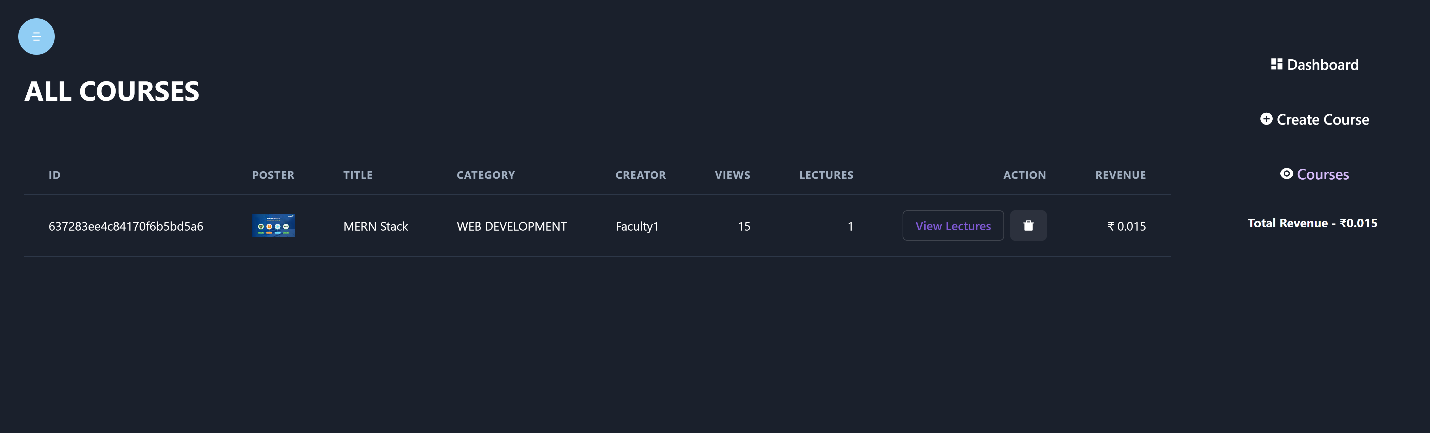 ALL COURSES
ID POSTER TITLE CATEGORY CREATOR VIEWS LECTURES ACTION REVENUE
637283ee4c84170f6b5bd5a6 MERN Stack WEB DEVELOPMENT Faculty1 15 1 View Lectures ₹ 0.015
Dashboard
Create Course
Courses
Total Revenue - ₹0.015